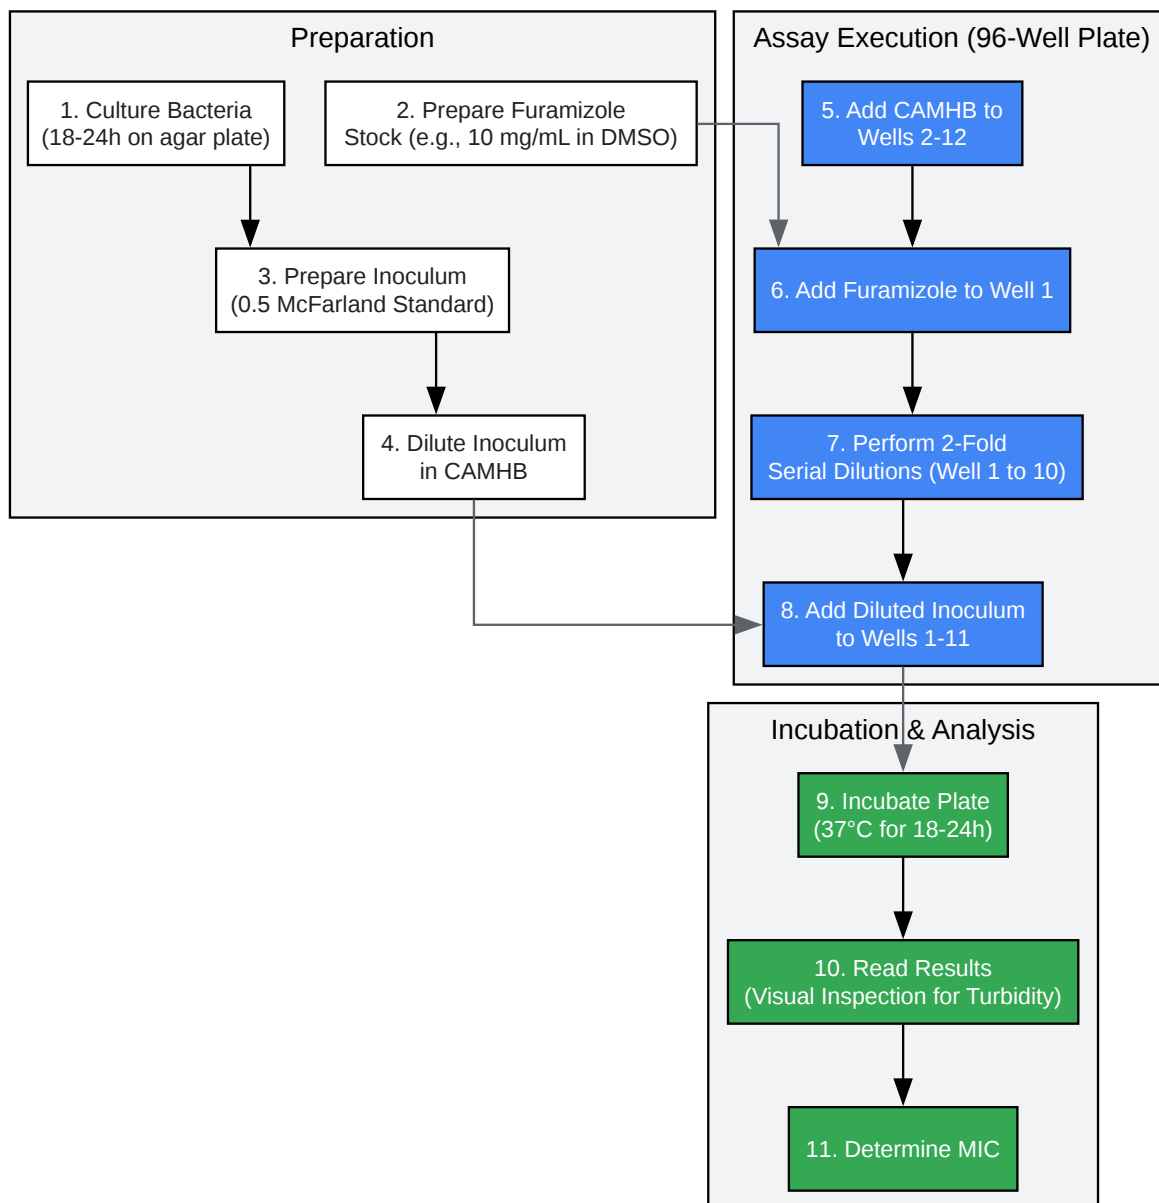 Preparation
1. Culture Bacteria
(18-24h on agar plate)
2. Prepare Furamizole
Stock (e.g., 10 mg/mL in DMSO)
3. Prepare Inoculum
(0.5 McFarland Standard)
4. Dilute Inoculum
in CAMHB
Assay Execution (96-Well Plate)
5. Add CAMHB to
Wells 2-12
6. Add Furamizole to Well 1
7. Perform 2-Fold
Serial Dilutions (Well 1 to 10)
8. Add Diluted Inoculum
to Wells 1-11
Incubation & Analysis
9. Incubate Plate
(37°C for 18-24h)
10. Read Results
(Visual Inspection for Turbidity)
11. Determine MIC